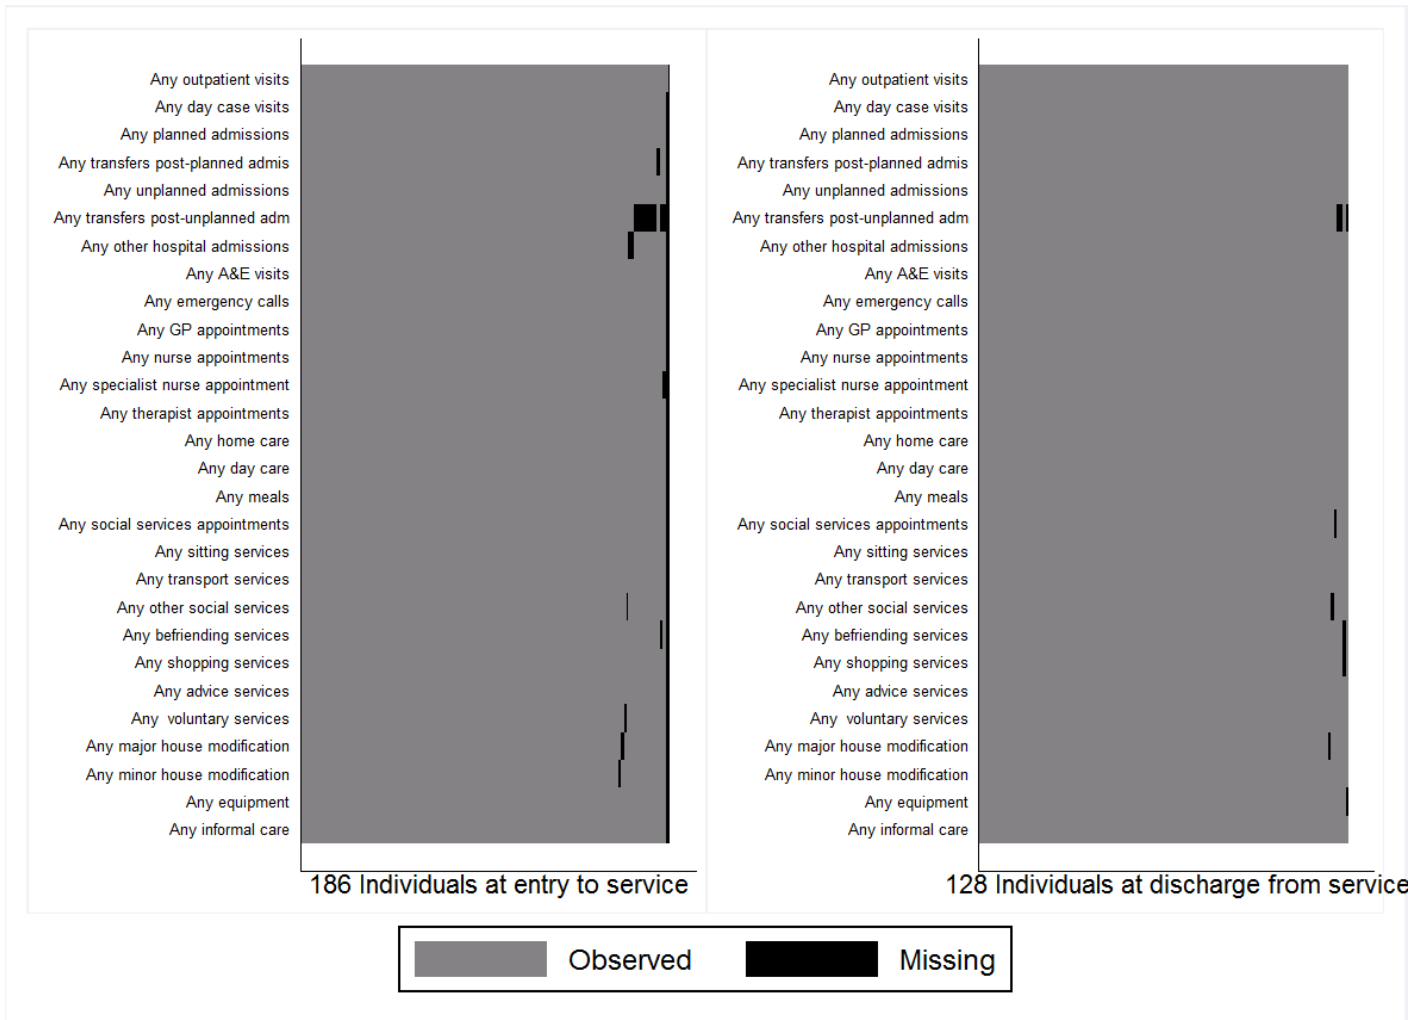 Any outpatient visits
Any day case visits
Any planned admissions
Any transfers post-planned admis
Any unplanned admissions
Any transfers post-unplanned adm
Any other hospital admissions
Any A&E visits
Any emergency calls
Any GP appointments
Any nurse appointments
Any specialist nurse appointment
Any therapist appointments
Any home care
Any day care
Any meals
Any social services appointments
Any sitting services
Any transport services
Any other social services
Any befriending services
Any shopping services
Any advice services
Any  voluntary services
Any major house modification
Any minor house modification
Any equipment
Any informal care
186 Individuals at entry to service
Any outpatient visits
Any day case visits
Any planned admissions
Any transfers post-planned admis
Any unplanned admissions
Any transfers post-unplanned adm
Any other hospital admissions
Any A&E visits
Any emergency calls
Any GP appointments
Any nurse appointments
Any specialist nurse appointment
Any therapist appointments
Any home care
Any day care
Any meals
Any social services appointments
Any sitting services
Any transport services
Any other social services
Any befriending services
Any shopping services
Any advice services
Any  voluntary services
Any major house modification
Any minor house modification
Any equipment
Any informal care
128 Individuals at discharge from service
Observed
Missing